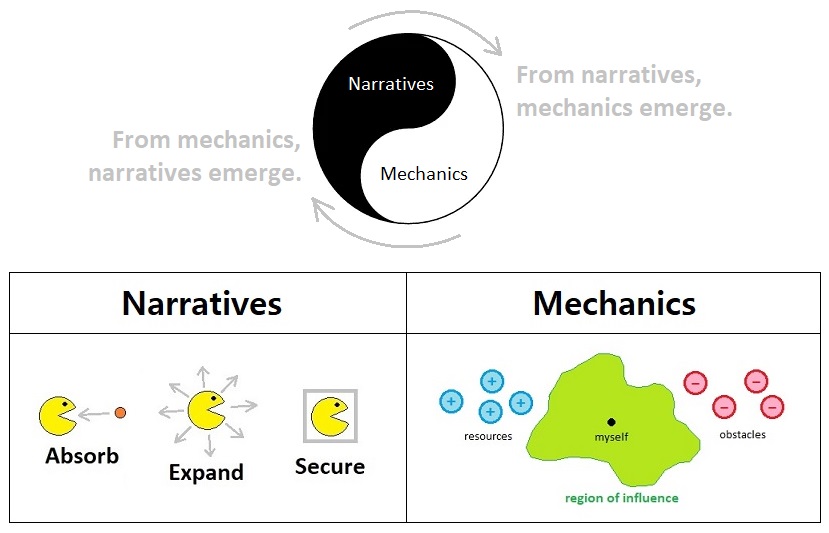 Narratives
From narratives,
mechanics emerge.
From mechanics,
narratives emerge.
Mechanics
Narratives
Mechanics
Absorb
Expand
Secure
+
+
+
+
resources
myself
region of influence
−
−
−
−
obstacles